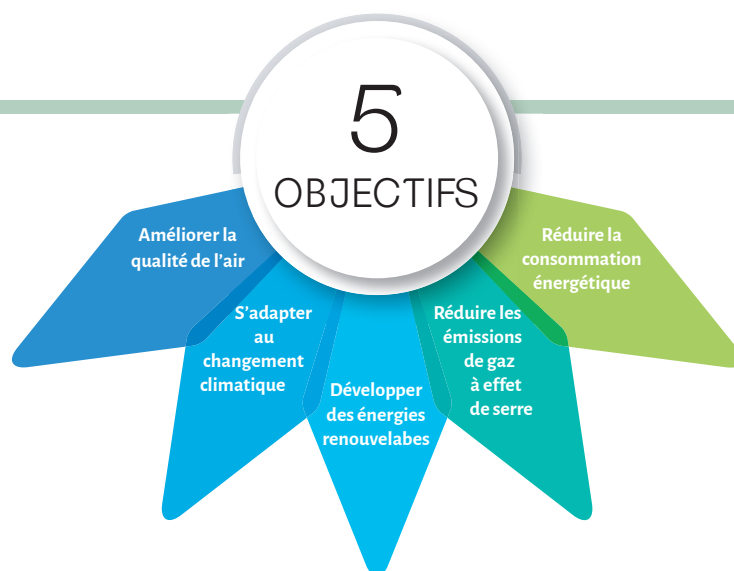 5
OBJECTIFS
Améliorer la
qualité de l'air
S'adapter
au
changement
climatique
Développer
des énergies
renouvelabes
Réduire les
émissions
de gaz
à effet
de serre
Réduire la
consommation
énergétique